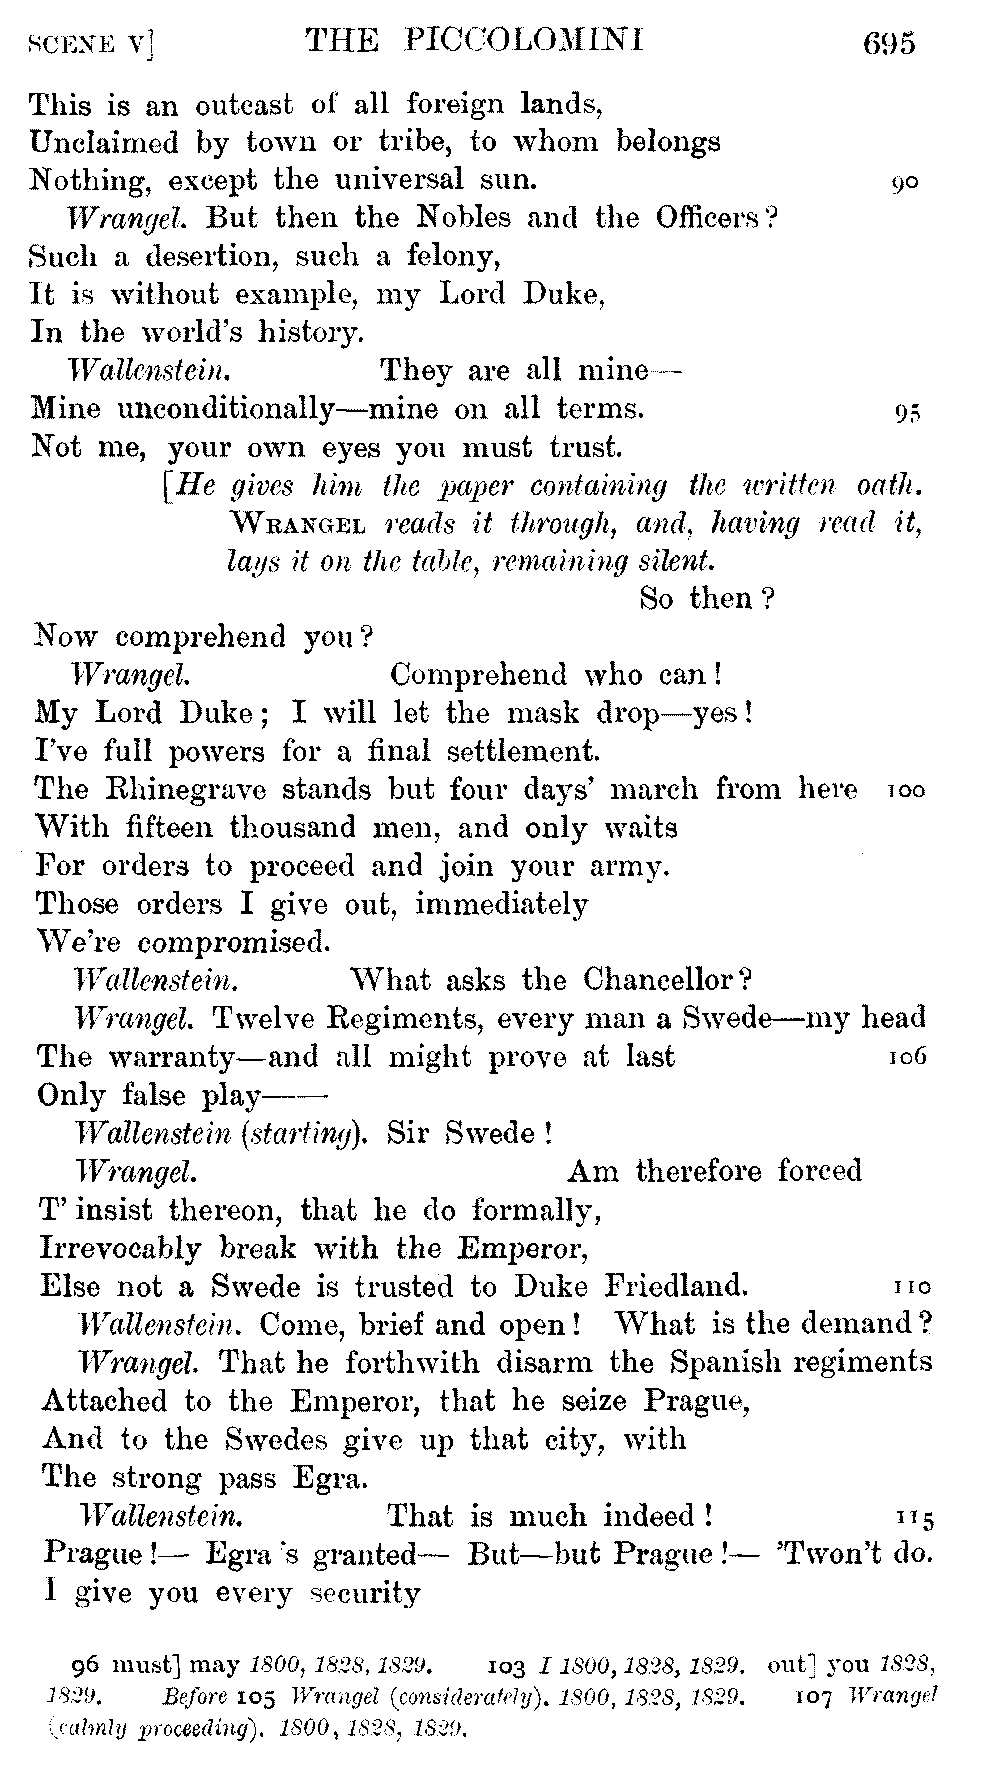 SCENE V] THE PICCOLOMINI 695
This is an outcast of all foreign lands,
Unclaimed by town or tribe, to whom belongs
Nothing, except the universal sun. 90
Wrangel. But then the Nobles and the Officers?
Such a desertion, such a felony,
It is without example, my Lord Duke,
In the world's history.
Wallenstein. They are all mine—
Mine unconditionally—mine on all terms. 95
Not me, your own eyes you must trust.
[He gives him the paper containing the written oath.
WRANGEL reads it through, and, having read it,
lays it on the table, remaining silent.
So then?
Now comprehend you?
Wrangel. Comprehend who can!
My Lord Duke; I will let the mask drop—yes!
I've full powers for a final settlement.
The Rhinegrave stands but four days' march from here 100
With fifteen thousand men, and only waits
For orders to proceed and join your army.
Those orders I give out, immediately
We're compromised.
Wallenstein. What asks the Chancellor?
Wrangel. Twelve Regiments, every man a Swede—my head
The warranty—and all might prove at last 106
Only false play——
Wallenstein (starting). Sir Swede!
Wrangel. Am therefore forced
T' insist thereon, that he do formally,
Irrevocably break with the Emperor,
Else not a Swede is trusted to Duke Friedland. 110
Wallenstein. Come, brief and open! What is the demand?
Wrangel. That he forthwith disarm the Spanish regiments
Attached to the Emperor, that he seize Prague,
And to the Swedes give up that city, with
The strong pass Egra.
Wallenstein. That is much indeed! 115
Prague!— Egra's granted— But—but Prague!— 'Twon't do.
I give you every security
96 must] may 1800, 1828, 1829. 103 I 1800, 1828, 1829. out] you 1828,
1829. Before 105 Wrangel (considerately). 1800, 1828, 1829. 107 Wrangel
(calmly proceeding). 1800, 1828, 1829.